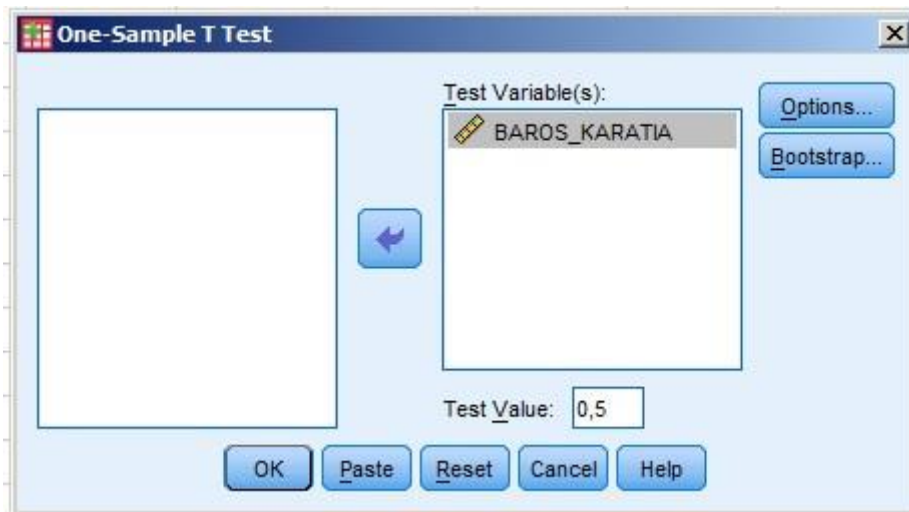 One-Sample T Test
Test Variable(s):
BAROS_KARATIA
Options...
Bootstrap...
Test Value: 0,5
OK Paste Reset Cancel Help